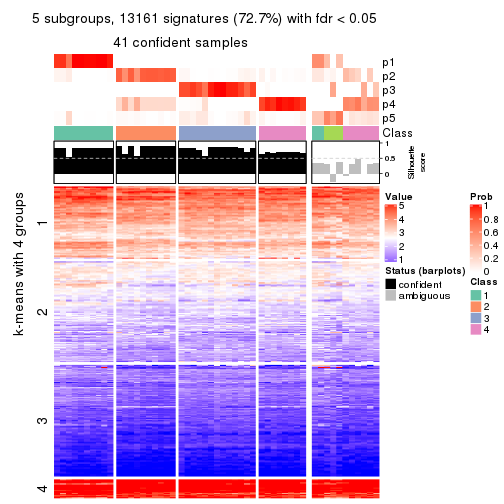 5 subgroups, 13161 signatures (72.7%) with fdr < 0.05
41 confident samples
p1
p2
p3
p4
p5
Class
1
0.5
0
Silhouette
score
k-means with 4 groups
1
2
3
4
Value
5
4
3
2
1
Status (barplots)
confident
ambiguous
Prob
1
0.8
0.6
0.4
0.2
0
Class
1
2
3
4